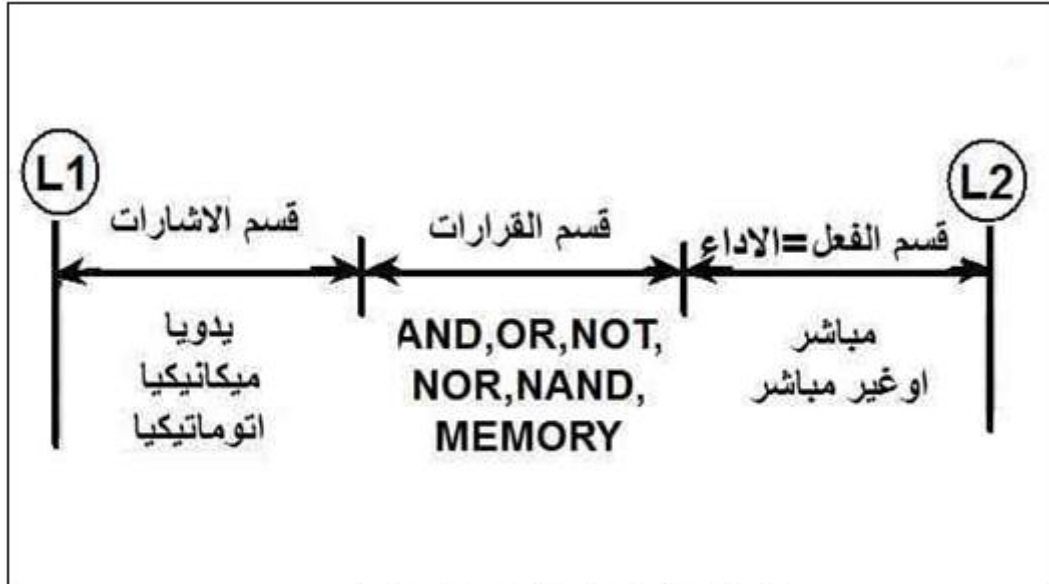 L1
L2
قسم الاشارات
قسم القرارات
قسم الفعل=الاداء
يدويا
ميكانيكيا
اتوماتيكيا
AND,OR,NOT,
NOR,NAND,
MEMORY
مباشر
اوغير مباشر